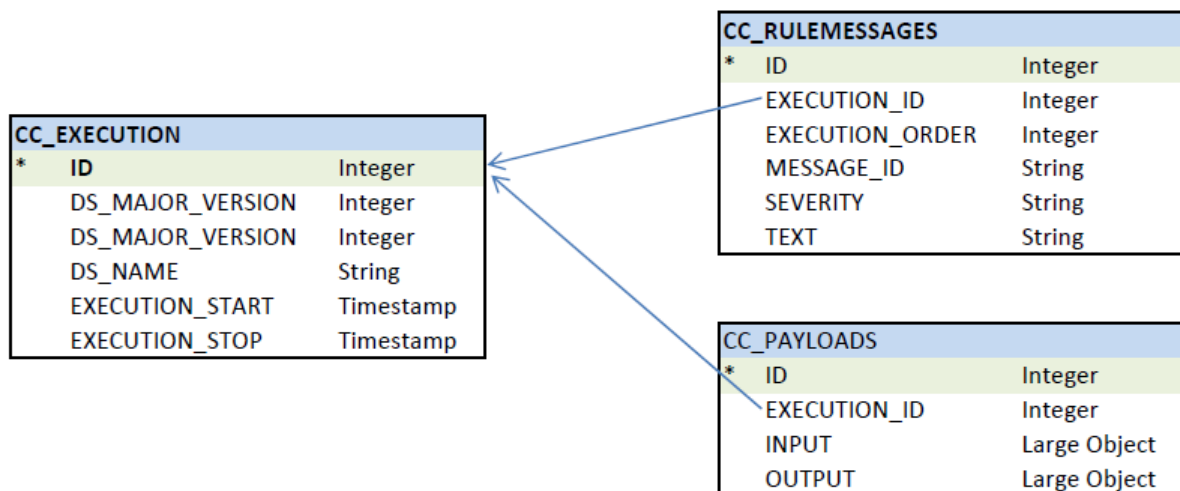 CC_EXECUTION
* ID Integer
DS_MAJOR_VERSION Integer
DS_MAJOR_VERSION Integer
DS_NAME String
EXECUTION_START Timestamp
EXECUTION_STOP Timestamp
CC_RULEMESSAGES
* ID Integer
EXECUTION_ID Integer
EXECUTION_ORDER Integer
MESSAGE_ID String
SEVERITY String
TEXT String
CC_PAYLOADS
* ID Integer
EXECUTION_ID Integer
INPUT Large Object
OUTPUT Large Object